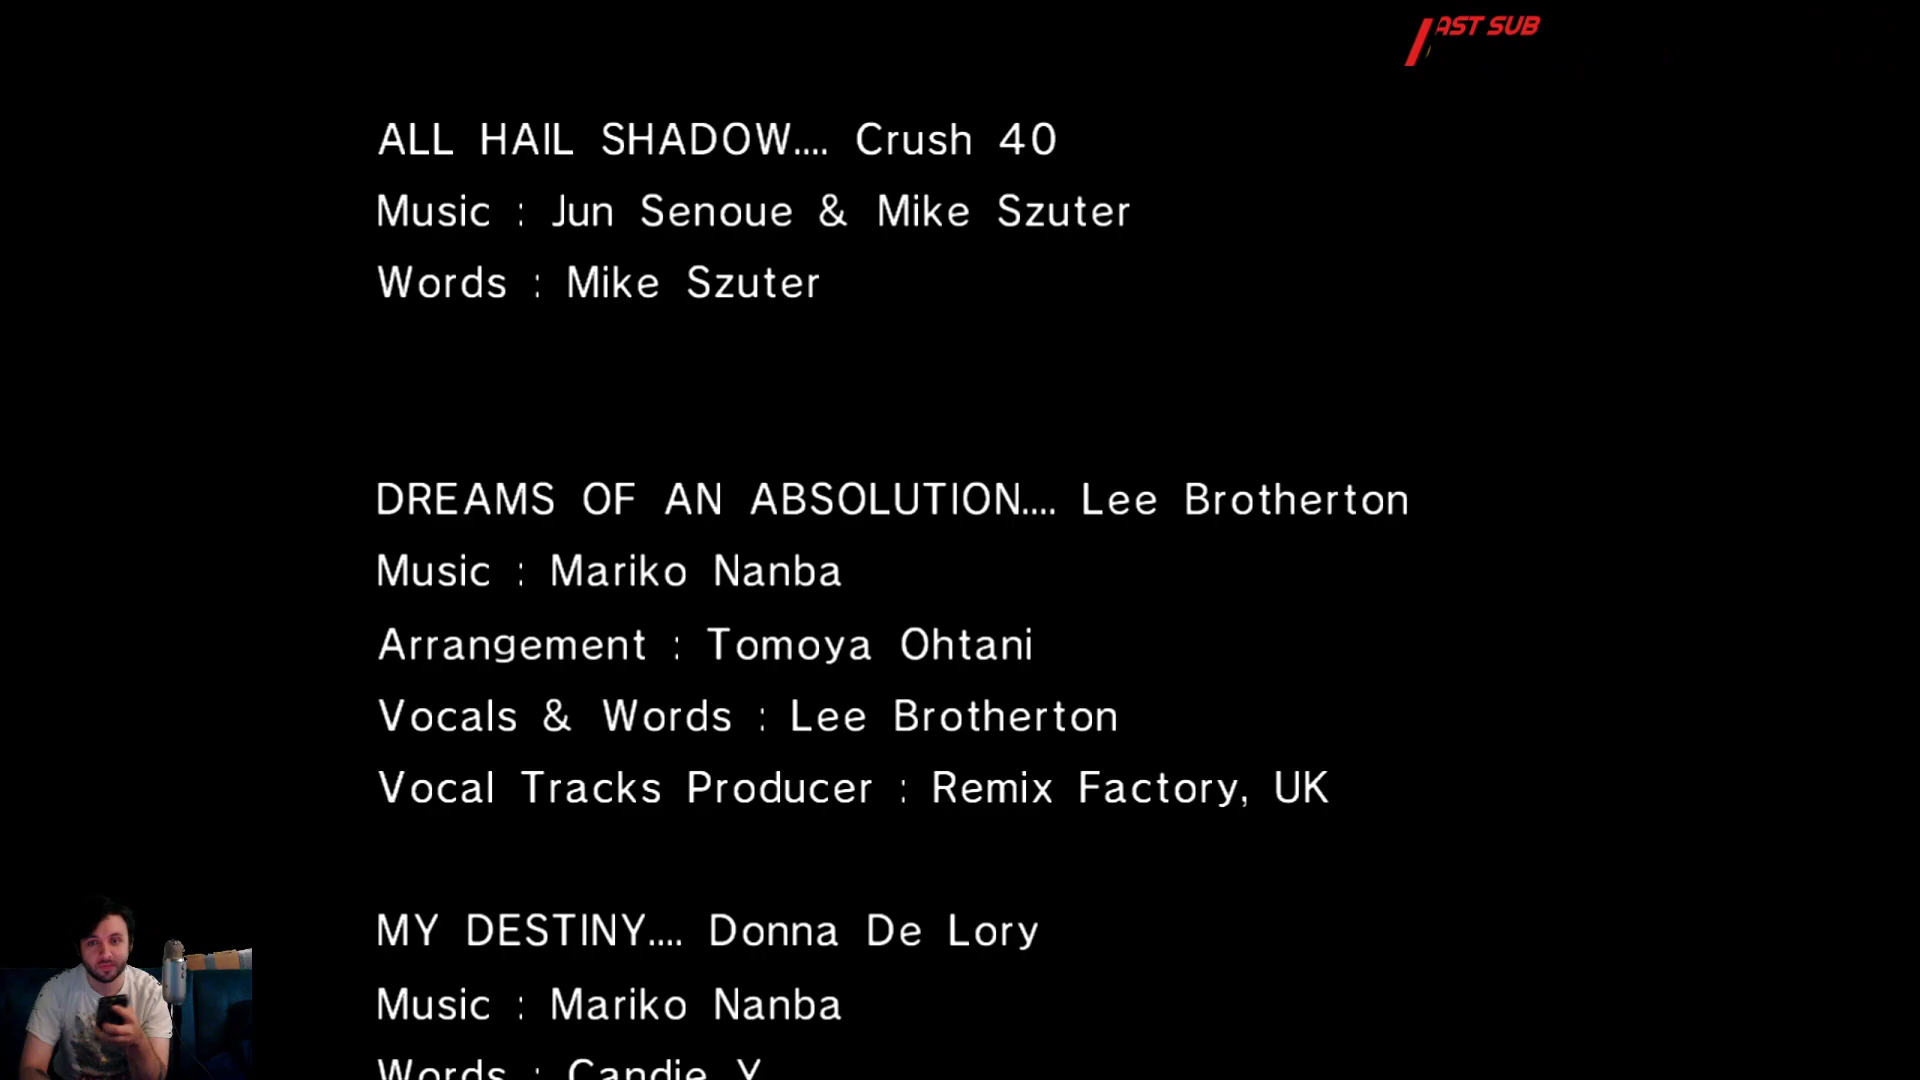 AST SUB
ALL HAIL SHADOW.... Crush 40
Music : Jun Senoue & Mike Szuter
Words : Mike Szuter
DREAMS OF AN ABSOLUTION.... Lee Brotherton
Music : Mariko Nanba
Arrangement : Tomoya Ohtani
Vocals & Words : Lee Brotherton
Vocal Tracks Producer : Remix Factory, UK
MY DESTINY.... Donna De Lory
Music : Mariko Nanba
Words : Candie Y